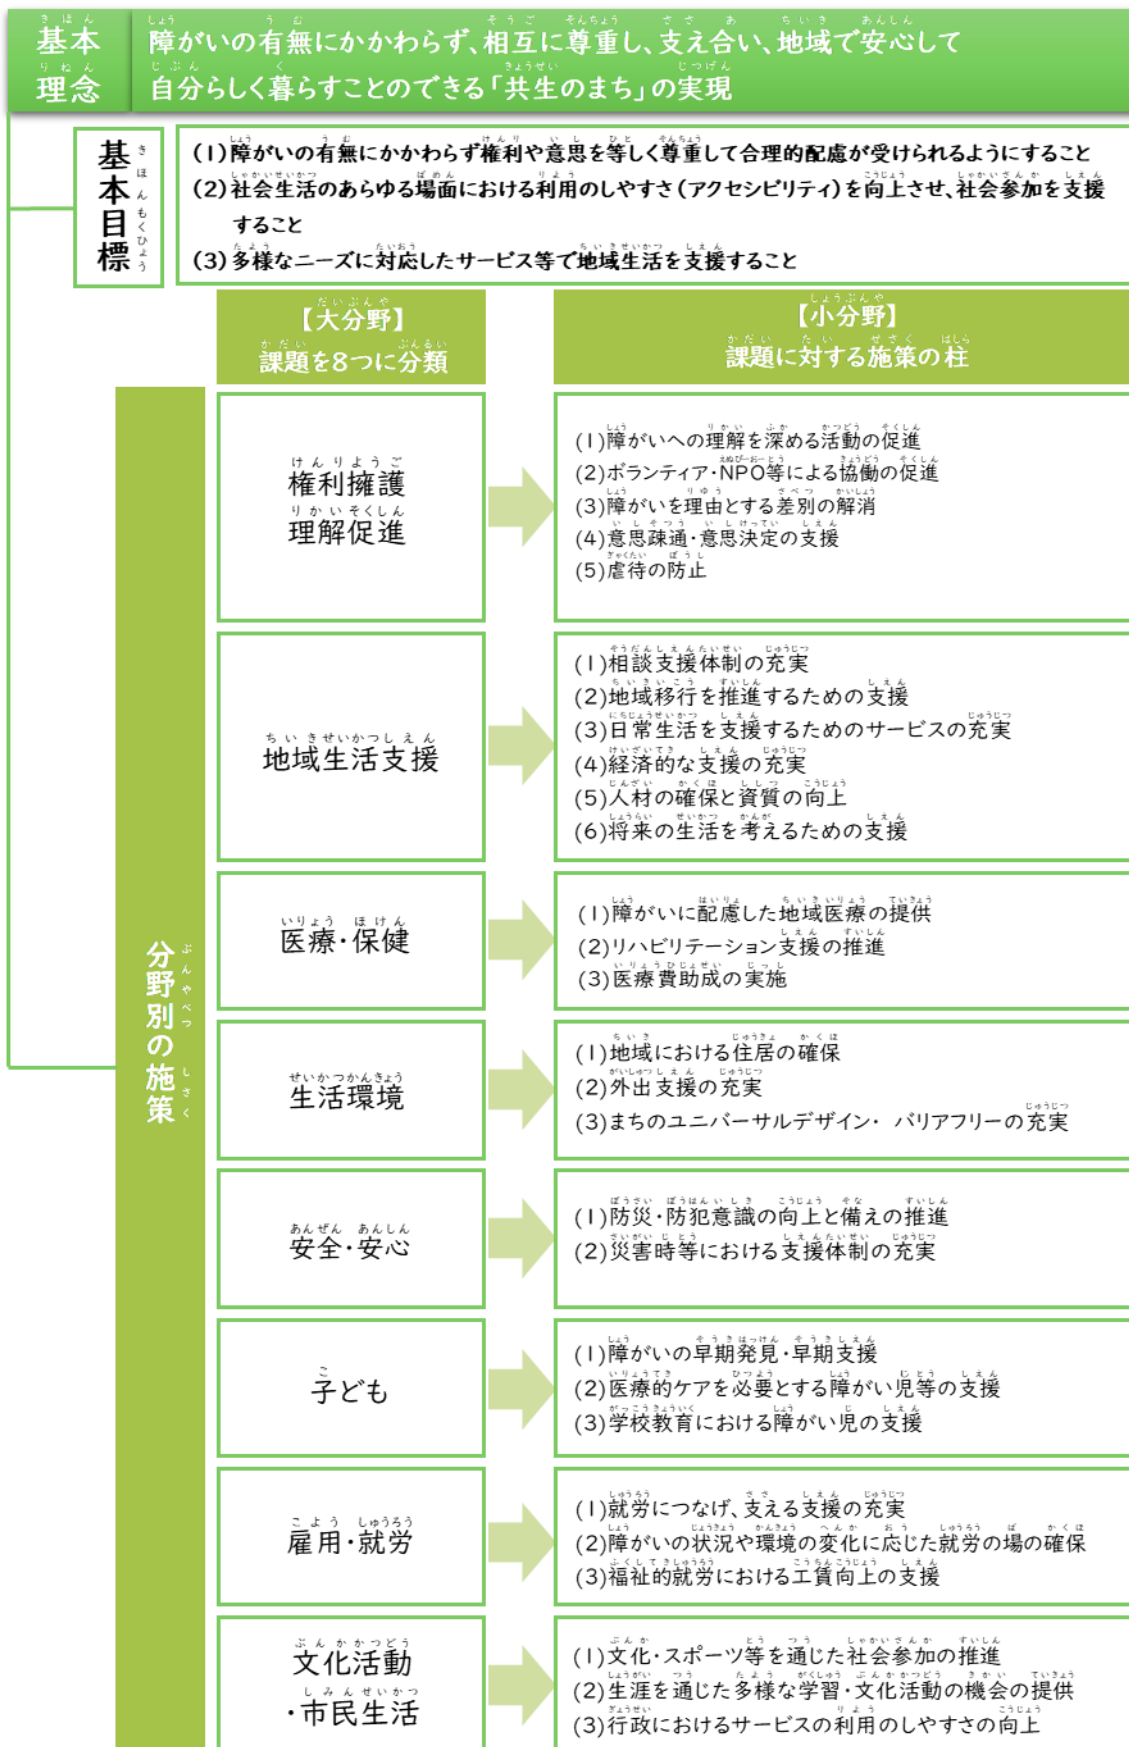 基本
理念
障がいの有無にかかわらず、相互に尊重し、支え合い、地域で安心して
自分らしく暮らすことのできる「共生のまち」の実現
基本目標
(1)障がいの有無にかかわらず権利や意思を等しく尊重して合理的配慮が受けられるようにすること
(2)社会生活のあらゆる場面における利用のしやすさ(アクセシビリティ)を向上させ、社会参加を支援
すること
(3)多様なニーズに対応したサービス等で地域生活を支援すること
【大分野】
課題を8つに分類
【小分野】
課題に対する施策の柱
分野別の施策
権利擁護
理解促進
(1)障がいへの理解を深める活動の促進
(2)ボランティア・NPO等による協働の促進
(3)障がいを理由とする差別の解消
(4)意思疎通・意思決定の支援
(5)虐待の防止
地域生活支援
(1)相談支援体制の充実
(2)地域移行を推進するための支援
(3)日常生活を支援するためのサービスの充実
(4)経済的な支援の充実
(5)人材の確保と資質の向上
(6)将来の生活を考えるための支援
医療・保健
(1)障がいに配慮した地域医療の提供
(2)リハビリテーション支援の推進
(3)医療費助成の実施
生活環境
(1)地域における住居の確保
(2)外出支援の充実
(3)まちのユニバーサルデザイン・ バリアフリーの充実
安全・安心
(1)防災・防犯意識の向上と備えの推進
(2)災害時等における支援体制の充実
子ども
(1)障がいの早期発見・早期支援
(2)医療的ケアを必要とする障がい児等の支援
(3)学校教育における障がい児の支援
雇用・就労
(1)就労につなげ、支える支援の充実
(2)障がいの状況や環境の変化に応じた就労の場の確保
(3)福祉的就労における工賃向上の支援
文化活動
・市民生活
(1)文化・スポーツ等を通じた社会参加の推進
(2)生涯を通じた多様な学習・文化活動の機会の提供
(3)行政におけるサービスの利用のしやすさの向上